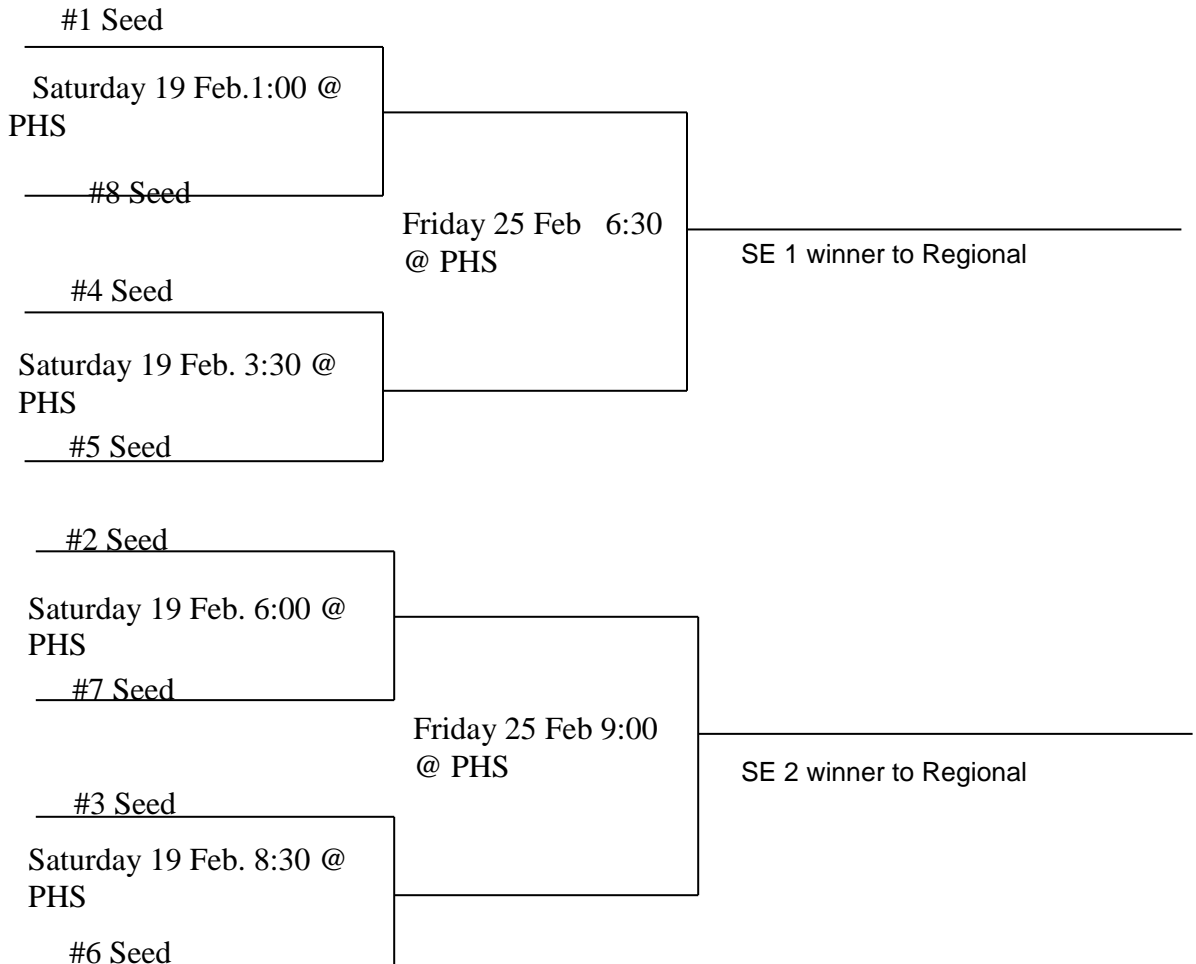 #1 Seed
Saturday 19 Feb.1:00 @
PHS
#8 Seed
Friday 25 Feb 6:30
@ PHS
SE 1 winner to Regional
#4 Seed
Saturday 19 Feb. 3:30 @
PHS
#5 Seed
#2 Seed
Saturday 19 Feb. 6:00 @
PHS
#7 Seed
Friday 25 Feb 9:00
@ PHS
SE 2 winner to Regional
#3 Seed
Saturday 19 Feb. 8:30 @
PHS
#6 Seed